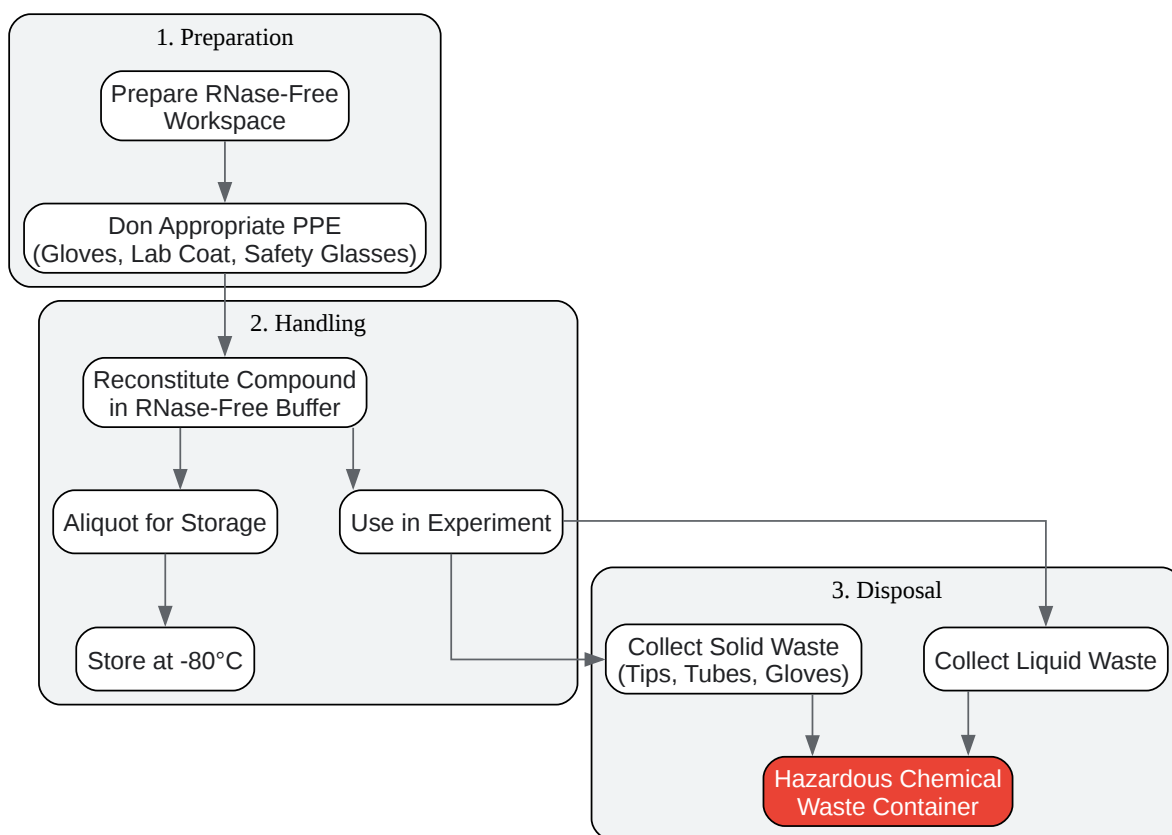 1. Preparation
Prepare RNase-Free
Workspace
Don Appropriate PPE
(Gloves, Lab Coat, Safety Glasses)
2. Handling
Reconstitute Compound
in RNase-Free Buffer
Aliquot for Storage
Use in Experiment
Store at -80°C
3. Disposal
Collect Solid Waste
(Tips, Tubes, Gloves)
Collect Liquid Waste
Hazardous Chemical
Waste Container